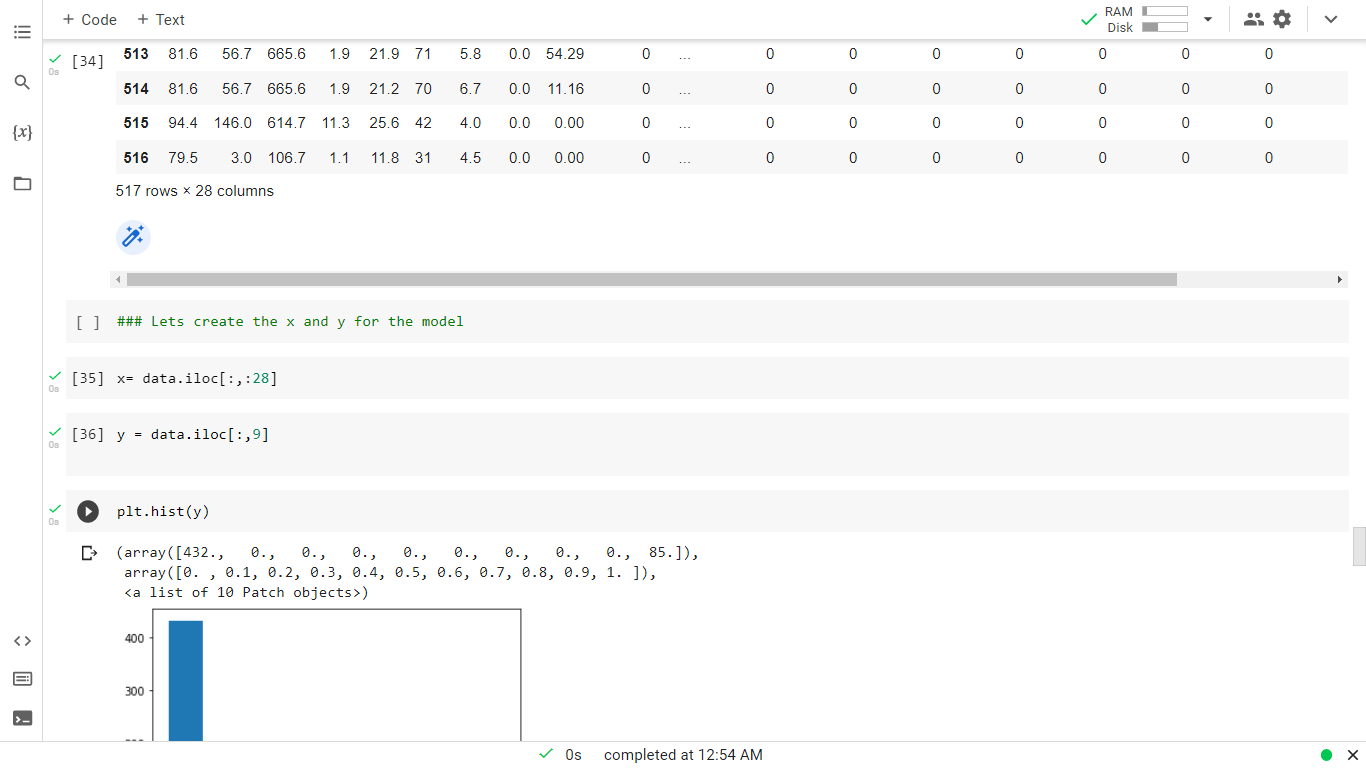 + Code + Text
RAM
Disk
[34] 513 81.6 56.7 665.6 1.9 21.9 71 5.8 0.0 54.29 0 ... 0 0 0 0 0 0 0
0s
514 81.6 56.7 665.6 1.9 21.2 70 6.7 0.0 11.16 0 ... 0 0 0 0 0 0 0
515 94.4 146.0 614.7 11.3 25.6 42 4.0 0.0 0.00 0 ... 0 0 0 0 0 0 0
516 79.5 3.0 106.7 1.1 11.8 31 4.5 0.0 0.00 0 ... 0 0 0 0 0 0 0
517 rows × 28 columns
{x}
[ ] ### Lets create the x and y for the model
[35] x= data.iloc[:,:28]
0s
[36] y = data.iloc[:,9]
0s
plt.hist(y)
0s
(array([432., 0., 0., 0., 0., 0., 0., 0., 0., 85.]),
array([0. , 0.1, 0.2, 0.3, 0.4, 0.5, 0.6, 0.7, 0.8, 0.9, 1. ]),
<a list of 10 Patch objects>)
400
300
0s completed at 12:54 AM